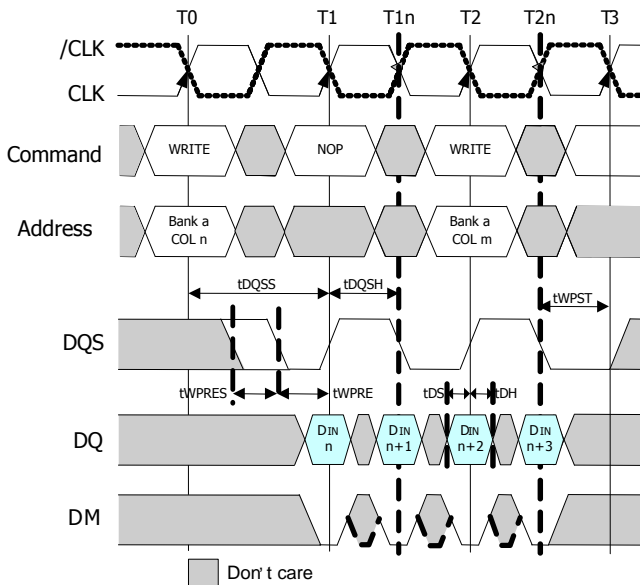 T0 T1 T1n T2 T2n T3
/CLK
CLK
Command WRITE NOP WRITE
Address Bank a COL n Bank a COL m
tDQSS tDQSH tWPST
DQS
tWPRES tWPRE tDS tDH
DQ DIN n DIN n+1 DIN n+2 DIN n+3
DM
Don't care